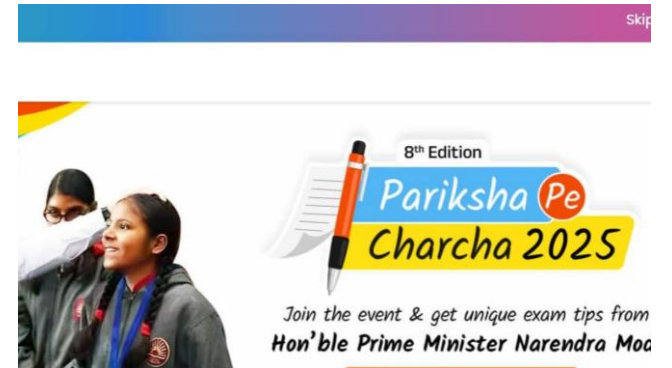 Skip
8th Edition
Pariksha Pe
Charcha 2025
Join the event & get unique exam tips from
Hon'ble Prime Minister Narendra Mod